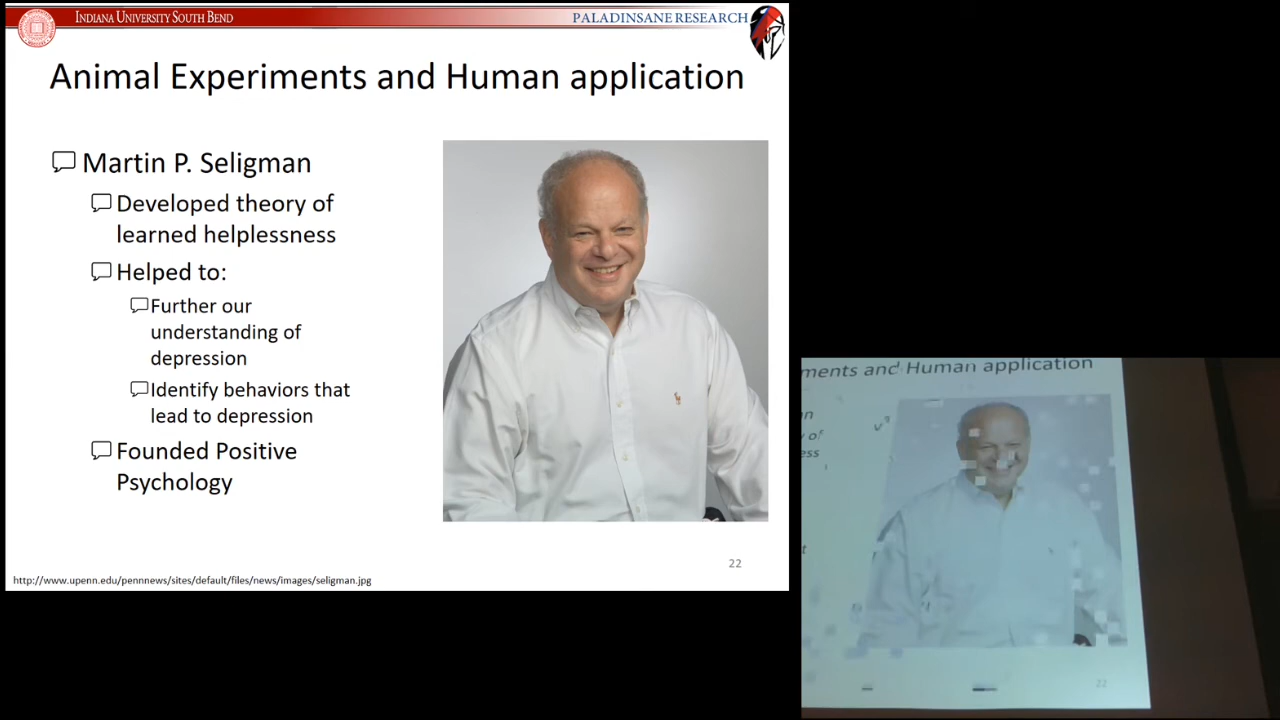 INDIANA UNIVERSITY SOUTH BEND
PALADINSANE RESEARCH
Animal Experiments and Human application
Martin P. Seligman
Developed theory of
learned helplessness
Helped to:
Further our
understanding of
depression
Identify behaviors that
lead to depression
Founded Positive
Psychology
22
http://www.upenn.edu/pennnews/sites/default/files/news/images/seligman.jpg
ments and Human application
22